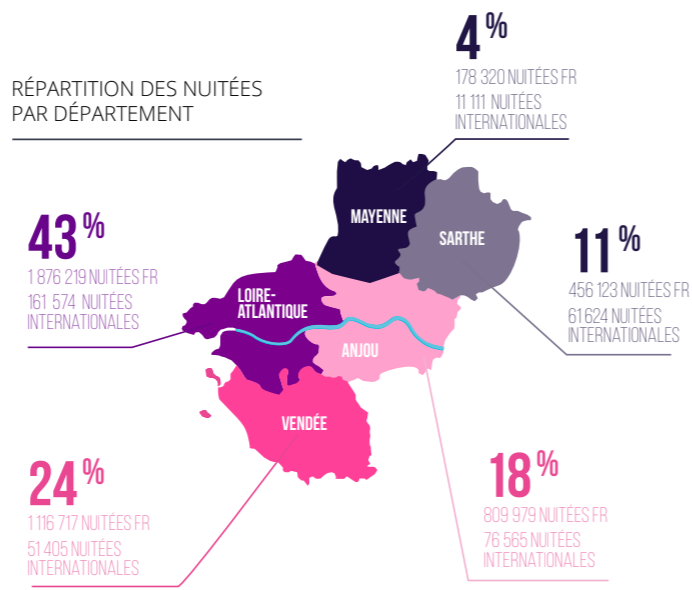 RÉPARTITION DES NUITÉES
PAR DÉPARTEMENT
4%
178 320 NUITÉES FR
11 111 NUITÉES
INTERNATIONALES
MAYENNE
SARTHE
43%
1 876 219 NUITÉES FR
161 574 NUITÉES
INTERNATIONALES
11%
456 123 NUITÉES FR
61 624 NUITÉES
INTERNATIONALES
LOIRE-
ATLANTIQUE
ANJOU
VENDÉE
24%
1 116 717 NUITÉES FR
51 405 NUITÉES
INTERNATIONALES
18%
809 979 NUITÉES FR
76 565 NUITÉES
INTERNATIONALES